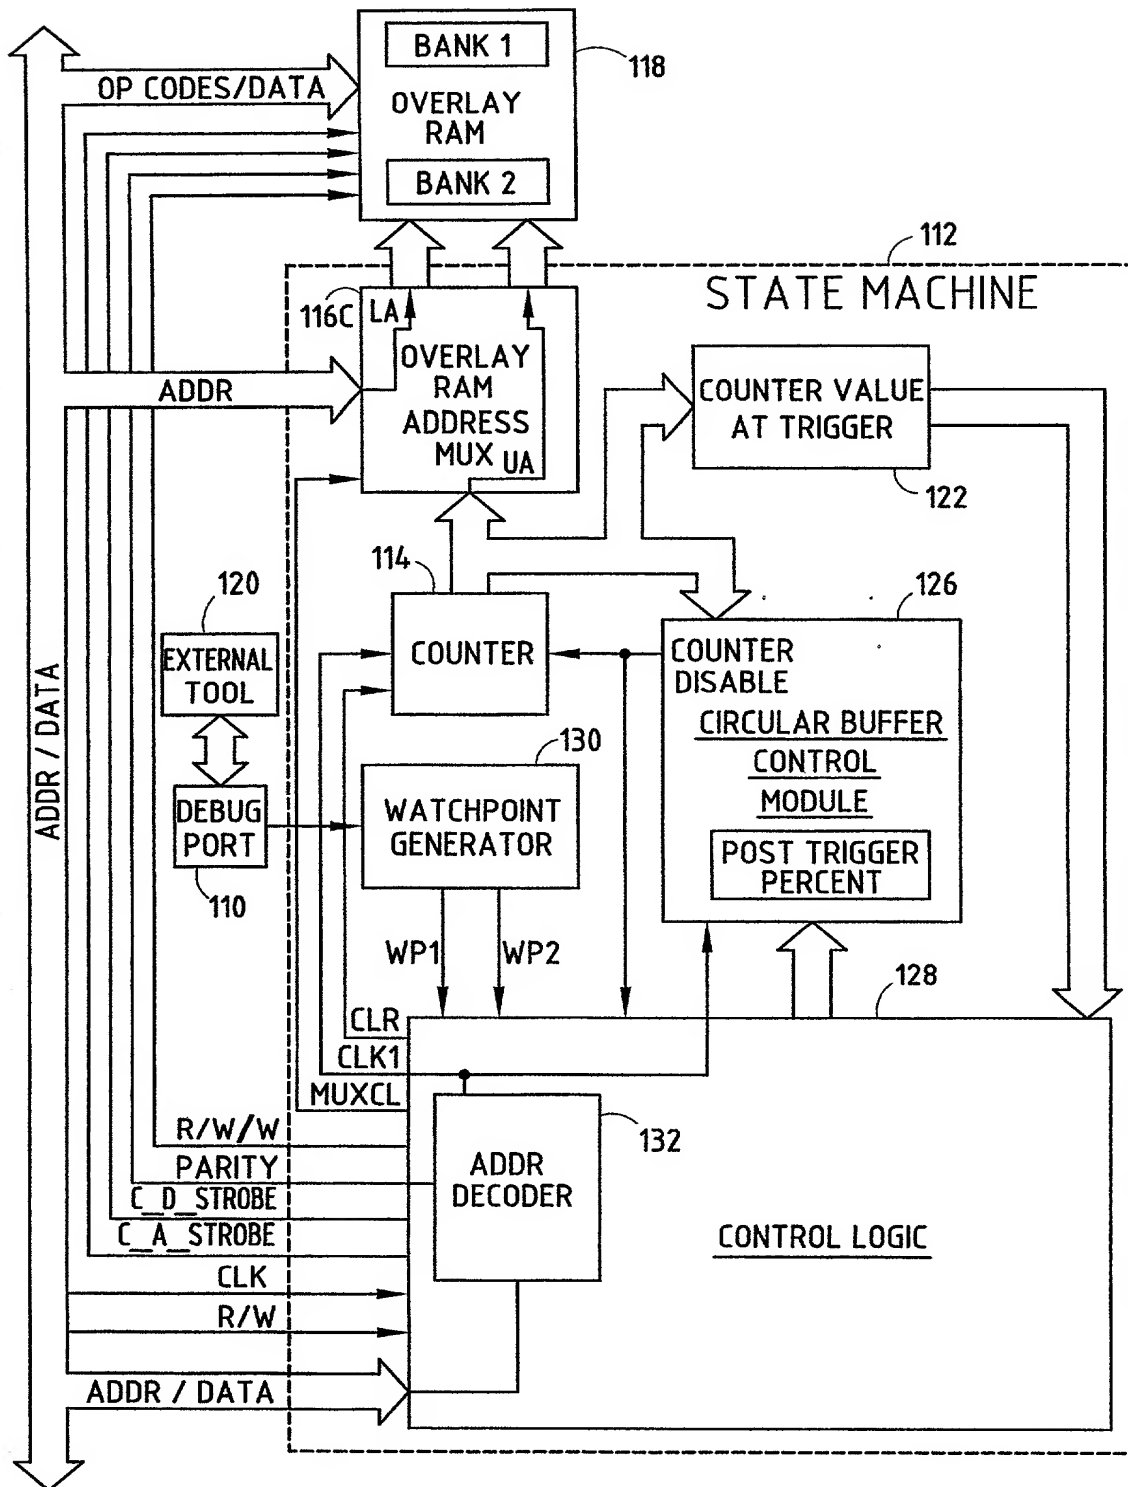 BANK 1
118
OP CODES/DATA
OVERLAY
RAM
BANK 2
112
STATE MACHINE
116C
LA
OVERLAY
RAM
ADDRESS
MUX
UA
ADDR
COUNTER VALUE
AT TRIGGER
122
114
120
126
EXTERNAL
TOOL
COUNTER
COUNTER
DISABLE
CIRCULAR BUFFER
CONTROL
MODULE
POST TRIGGER
PERCENT
ADDR / DATA
130
DEBUG
PORT
110
WATCHPOINT
GENERATOR
WP1
WP2
128
CLR
CLK1
MUXCL
R/W/W
PARITY
C_D_STROBE
C_A_STROBE
CLK
R/W
ADDR / DATA
132
ADDR
DECODER
CONTROL LOGIC